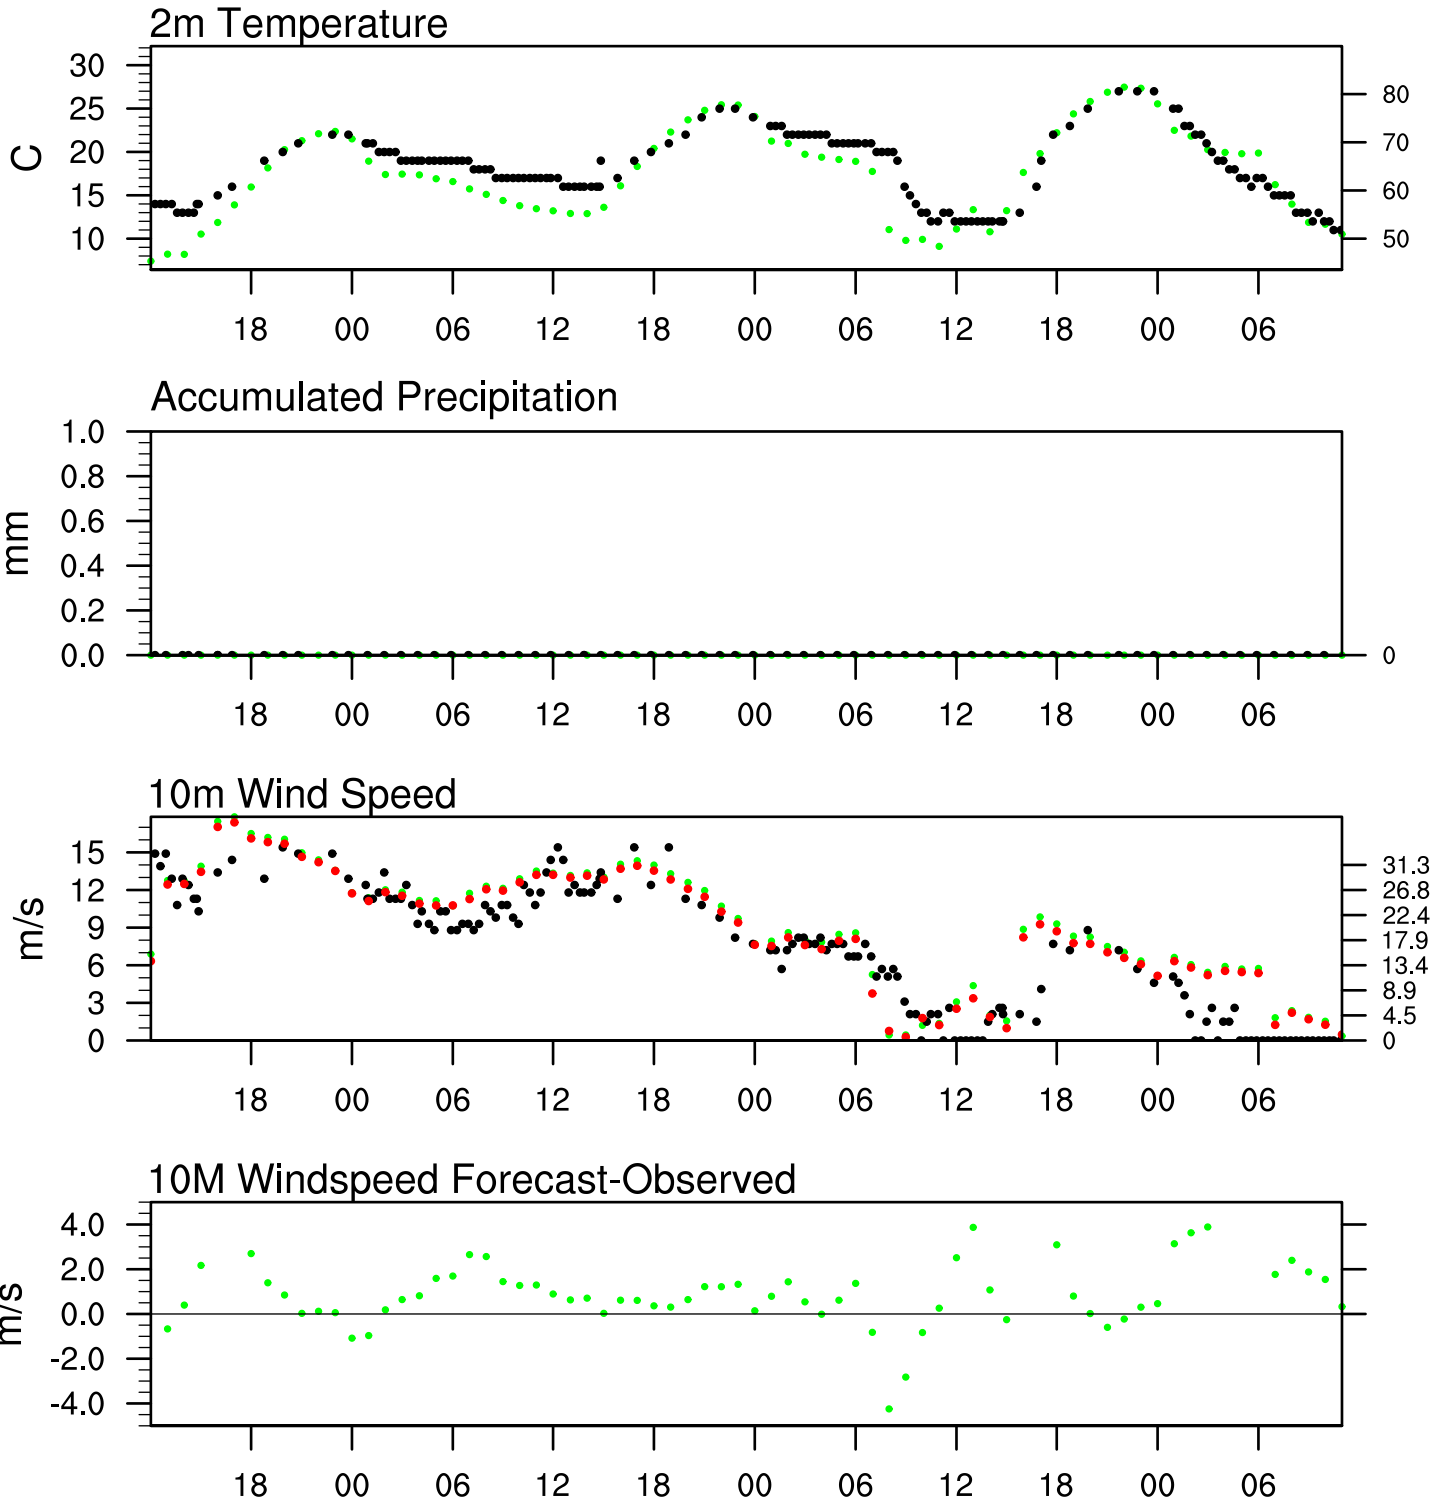 2m Temperature
30
25
20
15
10
C
80
70
60
50
18 00 06 12 18 00 06 12 18 00 06
Accumulated Precipitation
1.0
0.8
0.6
0.4
0.2
0.0
mm
0
18 00 06 12 18 00 06 12 18 00 06
10m Wind Speed
15
12
9
6
3
0
m/s
31.3
26.8
22.4
17.9
13.4
8.9
4.5
0
18 00 06 12 18 00 06 12 18 00 06
10M Windspeed Forecast-Observed
4.0
2.0
0.0
-2.0
-4.0
m/s
18 00 06 12 18 00 06 12 18 00 06